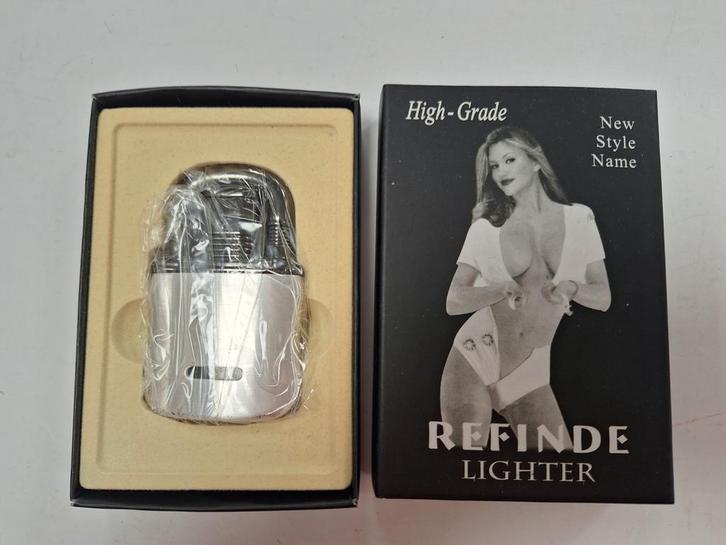 High-Grade
New
Style
Name
REFINDE
LIGHTER